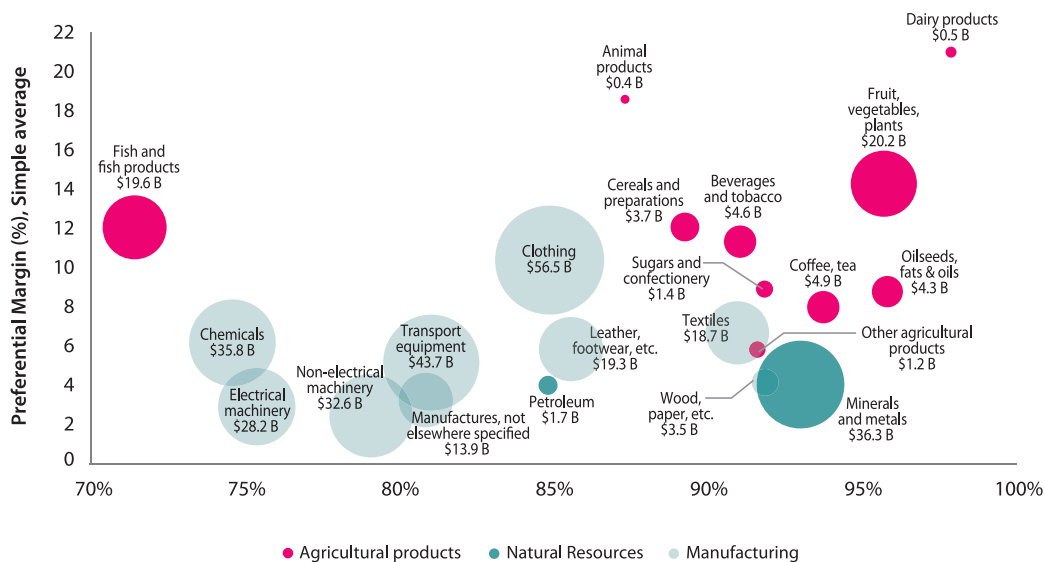 Preferential Margin (%), Simple average
22
22
18
16
14
12
10
8
6
4
2
0
70%
75%
80%
85%
90%
95%
100%
Dairy products
$0.5 B
Animal
products
$0.4 B
Fruit,
vegetables,
plants
$20.2 B
Fish and
fish products
$19.6 B
Cereals and
preparations
$3.7 B
Beverages
and tobacco
$4.6 B
Clothing
$56.5 B
Sugars and
confectionery
$1.4 B
Coffee, tea
$4.9 B
Oilseeds,
fats & oils
$4.3 B
Chemicals
$35.8 B
Transport
equipment
$43.7 B
Leather,
footwear, etc.
$19.3 B
Textiles
$18.7 B
Other agricultural
products
$1.2 B
Non-electrical
machinery
$32.6 B
Electrical
machinery
$28.2 B
Manufactures, not
elsewhere specified
$13.9 B
Petroleum
$1.7 B
Wood,
paper, etc.
$3.5 B
Minerals
and metals
$36.3 B
Agricultural products
Natural Resources
Manufacturing